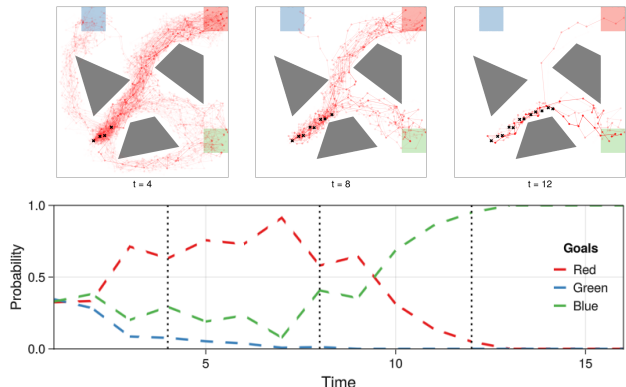 t = 4
t = 8
t = 12
1.0
0.5
0.0
Probability
5
10
15
Time
Goals
Red
Green
Blue